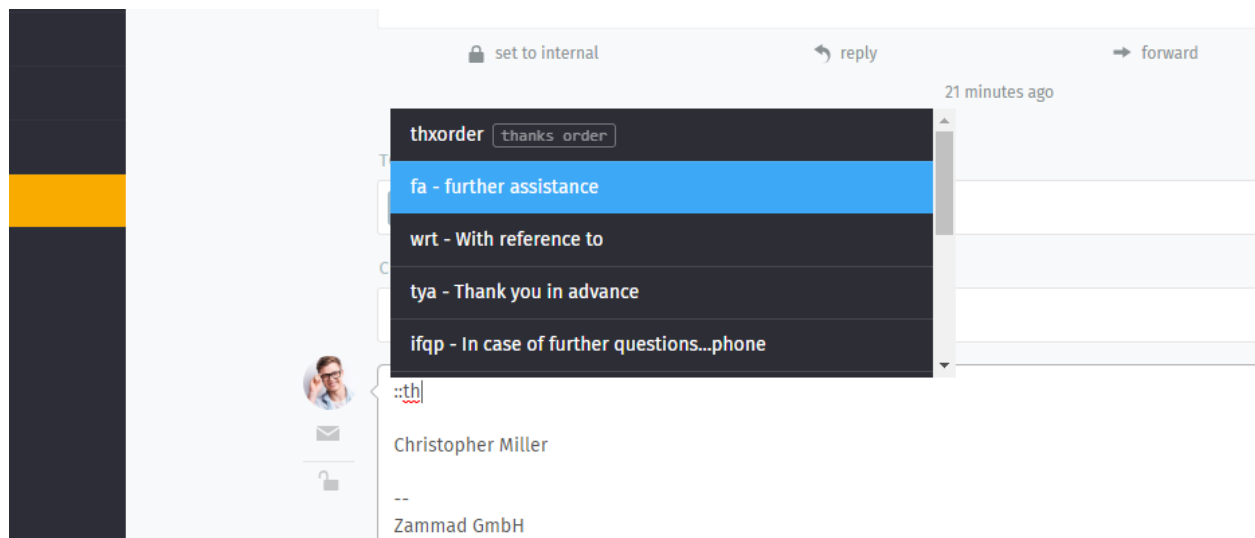 set to internal reply forward
21 minutes ago
thxorder thanks order
fa - further assistance
wrt - With reference to
tya - Thank you in advance
ifqp - In case of further questions...phone
::th
Christopher Miller
--
Zammad GmbH